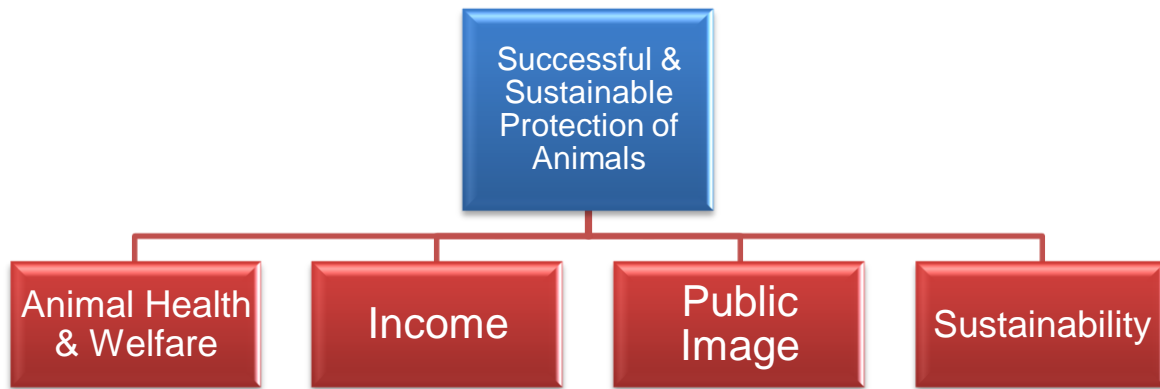 Successful &
Sustainable
Protection of
Animals
Animal Health
& Welfare
Income
Public
Image
Sustainability